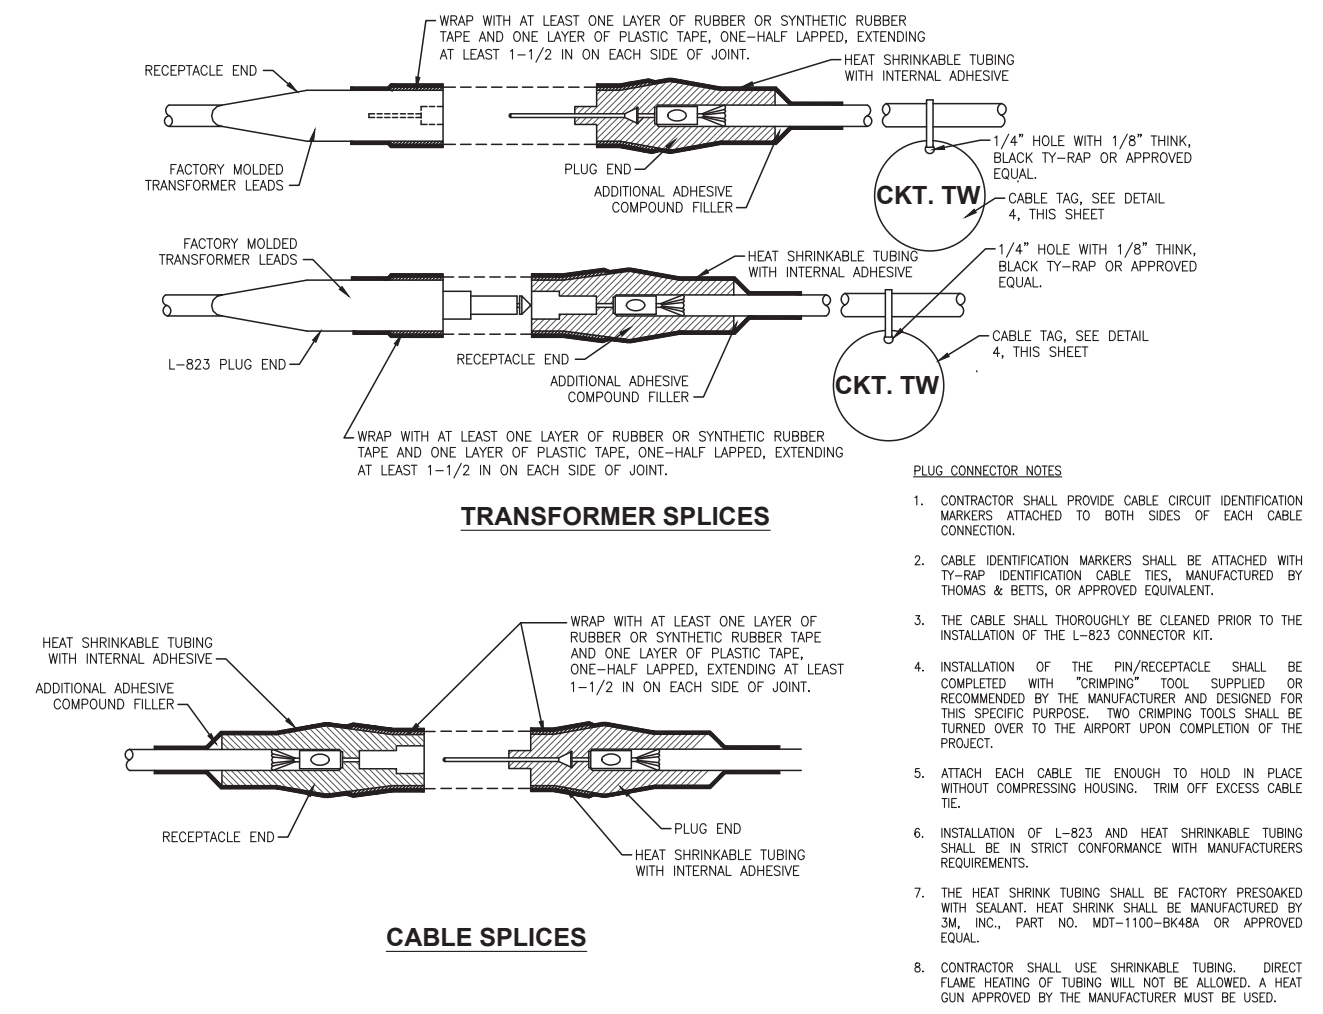 WRAP WITH AT LEAST ONE LAYER OF RUBBER OR SYNTHETIC RUBBER
TAPE AND ONE LAYER OF PLASTIC TAPE, ONE-HALF LAPPED, EXTENDING
AT LEAST 1-1/2 IN ON EACH SIDE OF JOINT.
HEAT SHRINKABLE TUBING
WITH INTERNAL ADHESIVE
RECEPTACLE END
FACTORY MOLDED
TRANSFORMER LEADS
PLUG END
ADDITIONAL ADHESIVE
COMPOUND FILLER
1/4" HOLE WITH 1/8" THINK,
BLACK TY-RAP OR APPROVED
EQUAL.
CKT. TW
CABLE TAG, SEE DETAIL
4, THIS SHEET
FACTORY MOLDED
TRANSFORMER LEADS
HEAT SHRINKABLE TUBING
WITH INTERNAL ADHESIVE
1/4" HOLE WITH 1/8" THINK,
BLACK TY-RAP OR APPROVED
EQUAL.
L-823 PLUG END
RECEPTACLE END
ADDITIONAL ADHESIVE
COMPOUND FILLER
CABLE TAG, SEE DETAIL
4, THIS SHEET
CKT. TW
WRAP WITH AT LEAST ONE LAYER OF RUBBER OR SYNTHETIC RUBBER
TAPE AND ONE LAYER OF PLASTIC TAPE, ONE-HALF LAPPED, EXTENDING
AT LEAST 1-1/2 IN ON EACH SIDE OF JOINT.
TRANSFORMER SPLICES
HEAT SHRINKABLE TUBING
WITH INTERNAL ADHESIVE
ADDITIONAL ADHESIVE
COMPOUND FILLER
WRAP WITH AT LEAST ONE LAYER OF
RUBBER OR SYNTHETIC RUBBER TAPE
AND ONE LAYER OF PLASTIC TAPE,
ONE-HALF LAPPED, EXTENDING AT LEAST
1-1/2 IN ON EACH SIDE OF JOINT.
RECEPTACLE END
PLUG END
HEAT SHRINKABLE TUBING
WITH INTERNAL ADHESIVE
CABLE SPLICES
PLUG CONNECTOR NOTES
1. CONTRACTOR SHALL PROVIDE CABLE CIRCUIT IDENTIFICATION
MARKERS ATTACHED TO BOTH SIDES OF EACH CABLE
CONNECTION.
2. CABLE IDENTIFICATION MARKERS SHALL BE ATTACHED WITH
TY-RAP IDENTIFICATION CABLE TIES, MANUFACTURED BY
THOMAS & BETTS, OR APPROVED EQUIVALENT.
3. THE CABLE SHALL THOROUGHLY BE CLEANED PRIOR TO THE
INSTALLATION OF THE L-823 CONNECTOR KIT.
4. INSTALLATION OF THE PIN/RECEPTACLE SHALL BE
COMPLETED WITH "CRIMPING" TOOL SUPPLIED OR
RECOMMENDED BY THE MANUFACTURER AND DESIGNED FOR
THIS SPECIFIC PURPOSE. TWO CRIMPING TOOLS SHALL BE
TURNED OVER TO THE AIRPORT UPON COMPLETION OF THE
PROJECT.
5. ATTACH EACH CABLE TIE ENOUGH TO HOLD IN PLACE
WITHOUT COMPRESSING HOUSING. TRIM OFF EXCESS CABLE
TIE.
6. INSTALLATION OF L-823 AND HEAT SHRINKABLE TUBING
SHALL BE IN STRICT CONFORMANCE WITH MANUFACTURERS
REQUIREMENTS.
7. THE HEAT SHRINK TUBING SHALL BE FACTORY PRESOAKED
WITH SEALANT. HEAT SHRINK SHALL BE MANUFACTURED BY
3M, INC., PART NO. MDT-1100-BK48A OR APPROVED
EQUAL.
8. CONTRACTOR SHALL USE SHRINKABLE TUBING. DIRECT
FLAME HEATING OF TUBING WILL NOT BE ALLOWED. A HEAT
GUN APPROVED BY THE MANUFACTURER MUST BE USED.